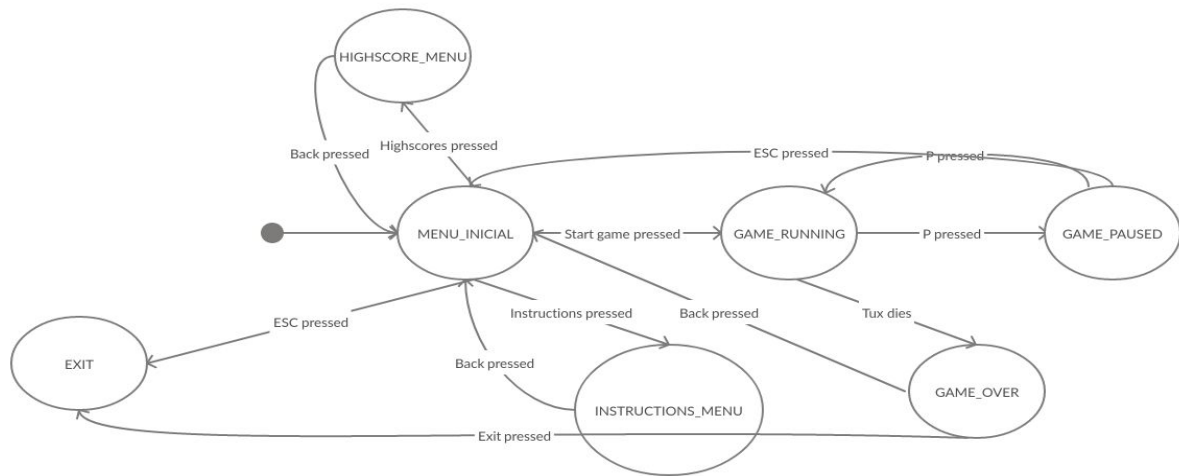 HIGHSCORE_MENU
Back pressed
Highscores pressed
ESC pressed
P pressed
MENU_INICIAL
Start game pressed
GAME_RUNNING
P pressed
GAME_PAUSED
ESC pressed
Instructions pressed
Back pressed
Tux dies
EXIT
Back pressed
INSTRUCTIONS_MENU
GAME_OVER
Exit pressed